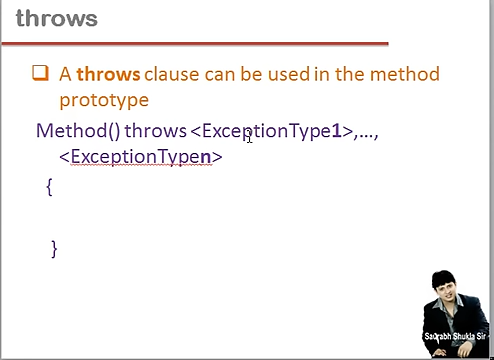 throws
A throws clause can be used in the method
prototype
Method() throws <ExceptionType1>,...,
<ExceptionTypen>
{
}
Saurabh Shukla Sir